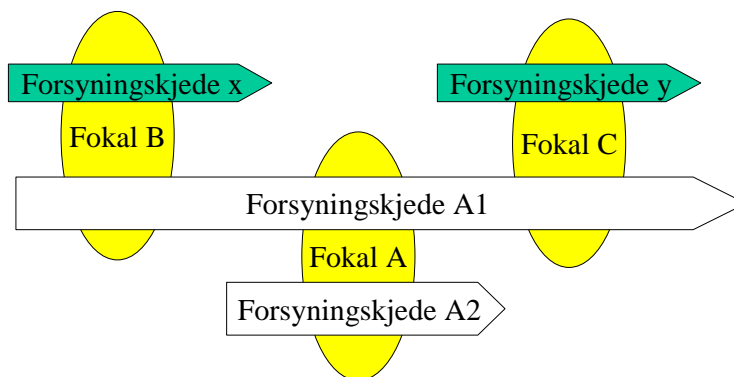 Forsyningskjede x
Forsyningskjede y
Fokal B
Fokal C
Forsyningskjede A1
Fokal A
Forsyningskjede A2